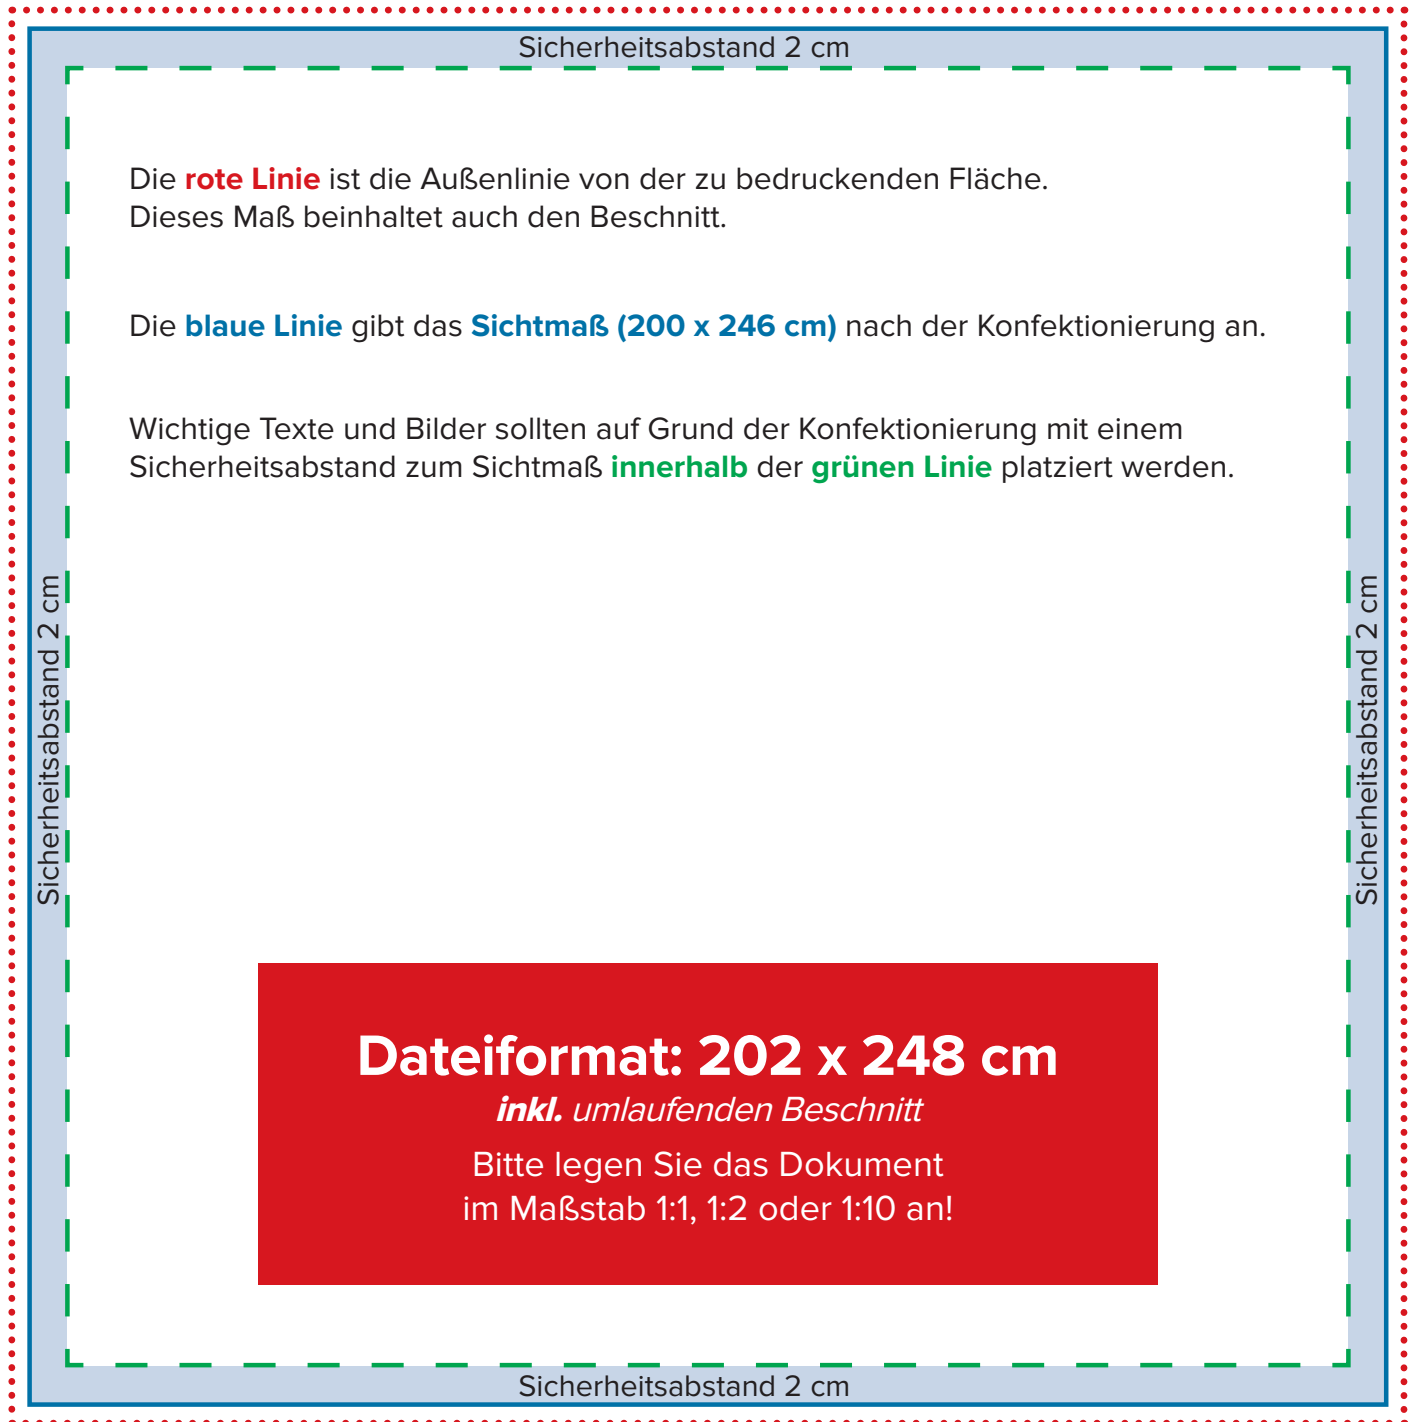 Sicherheitsabstand 2 cm
Die rote Linie ist die Außenlinie von der zu bedruckenden Fläche.
Dieses Maß beinhaltet auch den Beschnitt.
Die blaue Linie gibt das Sichtmaß (200 x 246 cm) nach der Konfektionierung an.
Wichtige Texte und Bilder sollten auf Grund der Konfektionierung mit einem
Sicherheitsabstand zum Sichtmaß innerhalb der grünen Linie platziert werden.
Sicherheitsabstand 2 cm
Sicherheitsabstand 2 cm
Dateiformat: 202 x 248 cm
inkl. umlaufenden Beschnitt
Bitte legen Sie das Dokument
im Maßstab 1:1, 1:2 oder 1:10 an!
Sicherheitsabstand 2 cm